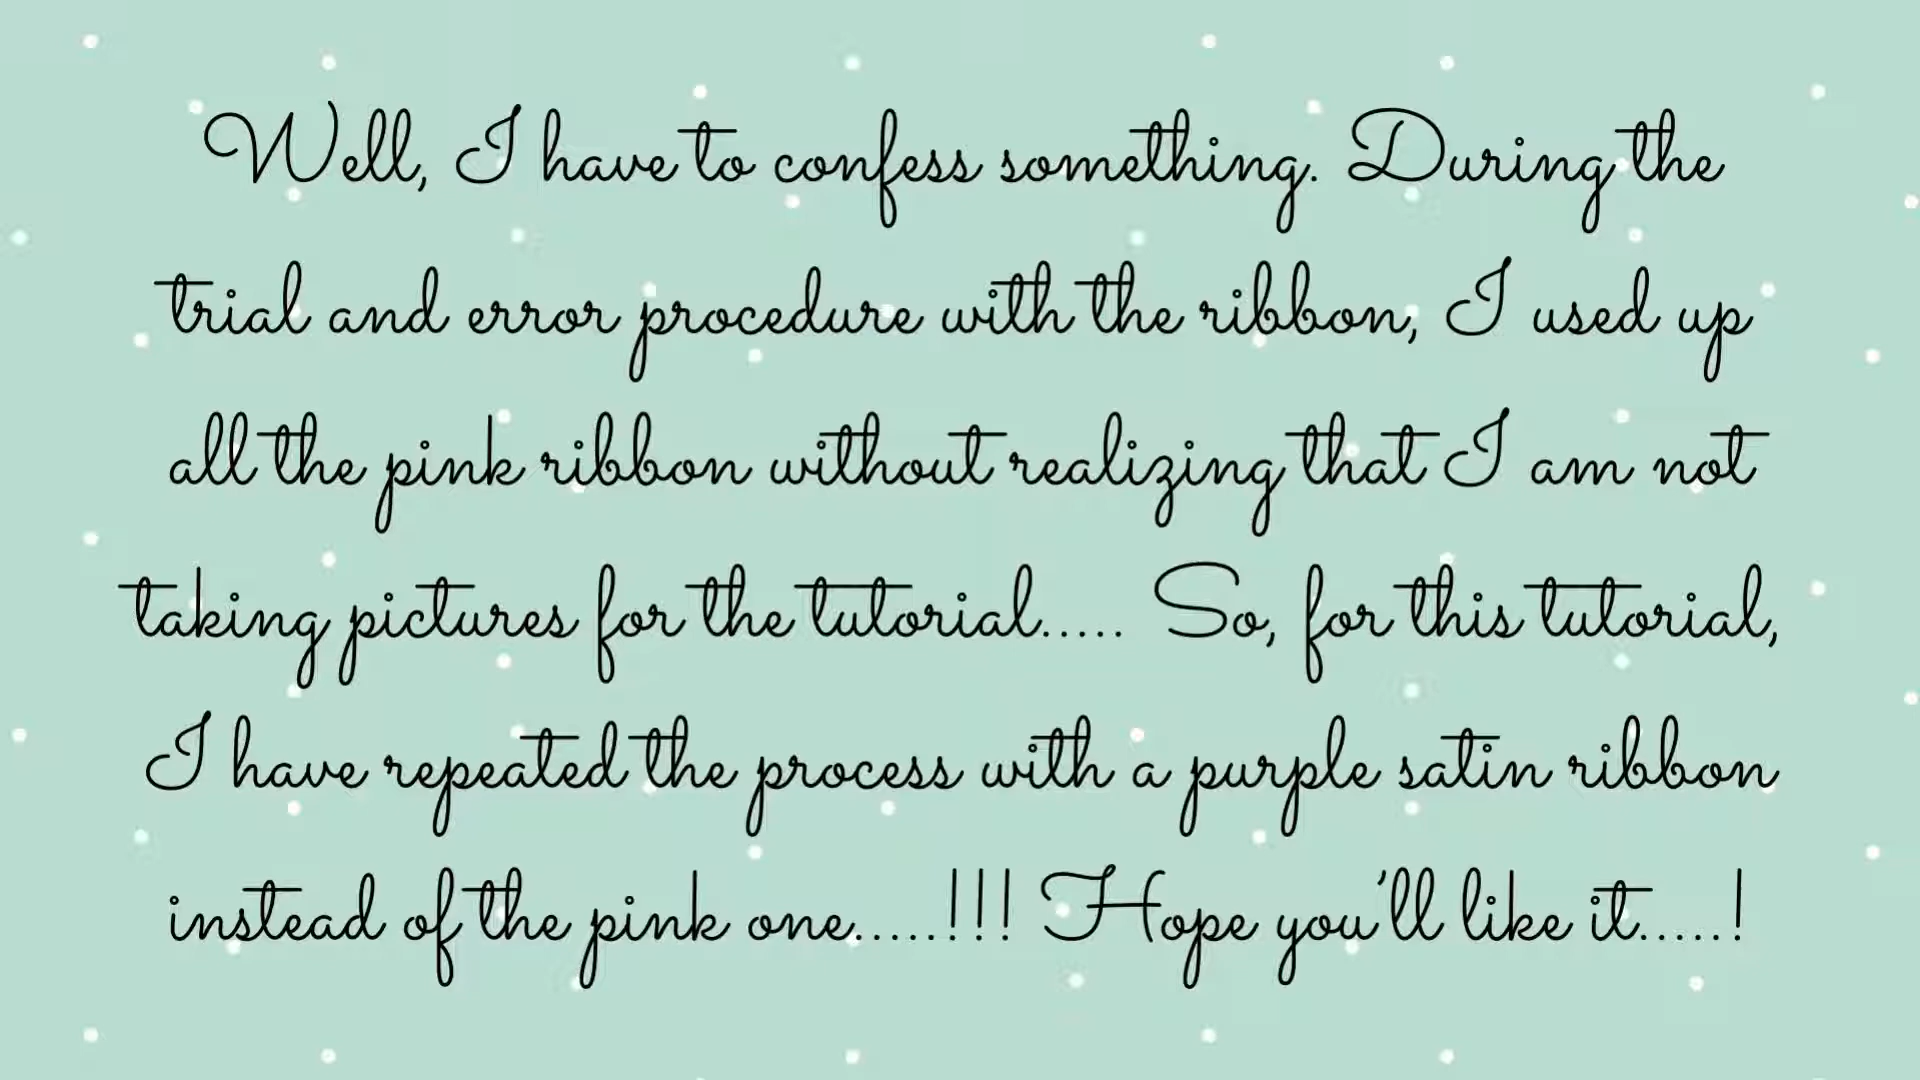 Well, I have to confess something. During the
trial and error procedure with the ribbon, I used up
all the pink ribbon without realizing that I am not
taking pictures for the tutorial..... So, for this tutorial,
I have repeated the process with a purple satin ribbon
instead of the pink one.....!!! Hope you'll like it.....!